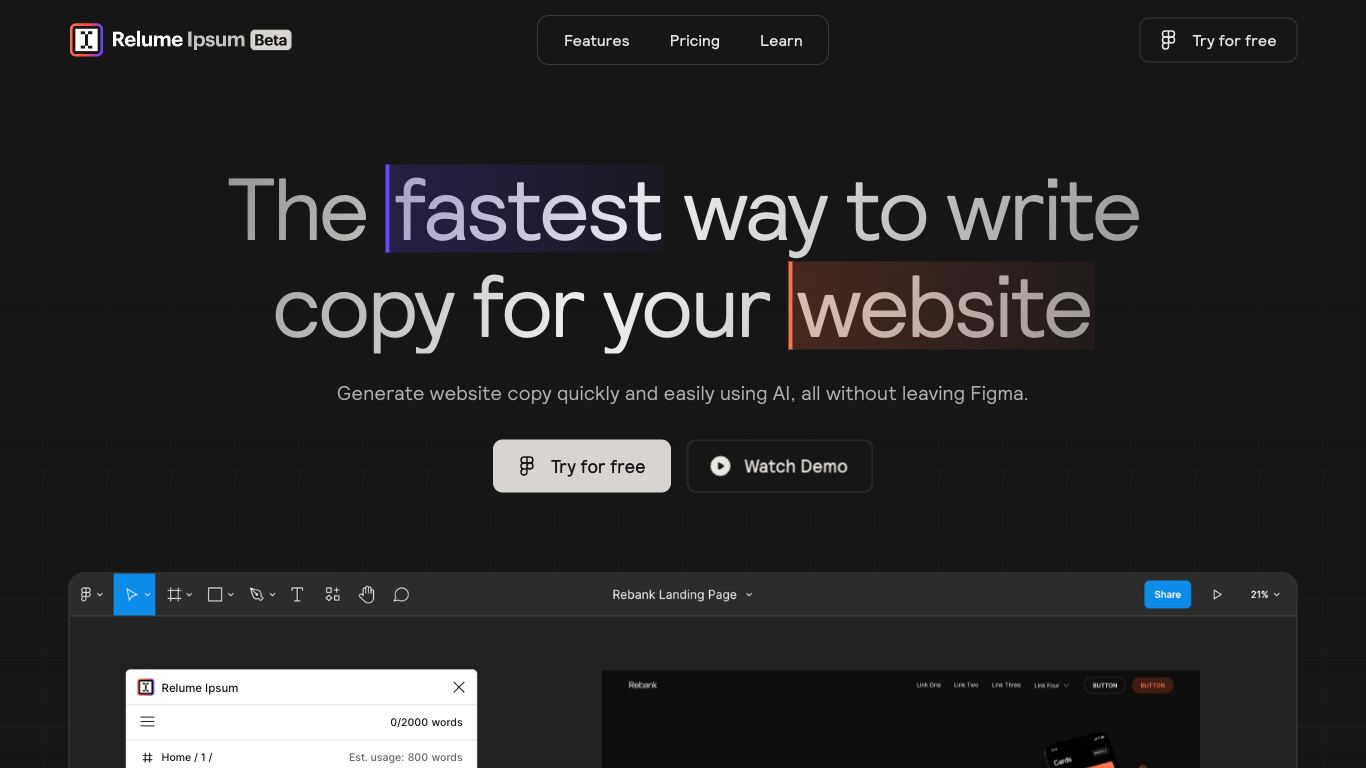 Relume Ipsum Beta
Features
Pricing
Learn
Try for free
The fastest way to write
copy for your website
Generate website copy quickly and easily using AI, all without leaving Figma.
Try for free
Watch Demo
Rebank Landing Page
Share
21%
Relume Ipsum
0/2000 words
Home / 1 /
Est. usage: 800 words
Rebank
Link One
Link Two
Link Three
Link Four
BUTTON
BUTTON
Cards